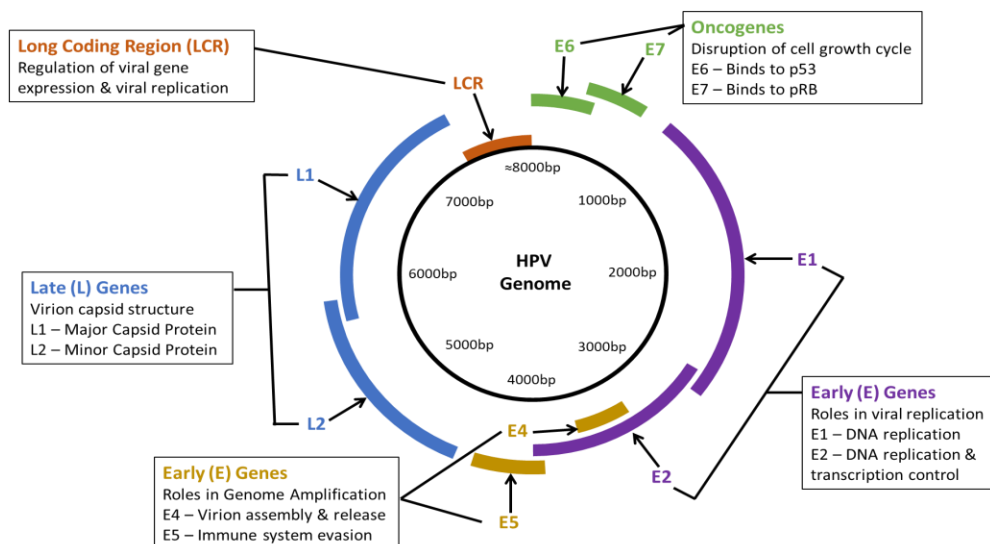 Long Coding Region (LCR)
Regulation of viral gene
expression & viral replication
LCR
E6
E7
Oncogenes
Disruption of cell growth cycle
E6 – Binds to p53
E7 – Binds to pRB
≈8000bp
1000bp
2000bp
3000bp
4000bp
5000bp
6000bp
7000bp
HPV
Genome
L1
Late (L) Genes
Virion capsid structure
L1 – Major Capsid Protein
L2 – Minor Capsid Protein
L2
E1
Early (E) Genes
Roles in viral replication
E1 – DNA replication
E2 – DNA replication &
transcription control
E2
E4
Early (E) Genes
Roles in Genome Amplification
E4 – Virion assembly & release
E5 – Immune system evasion
E5